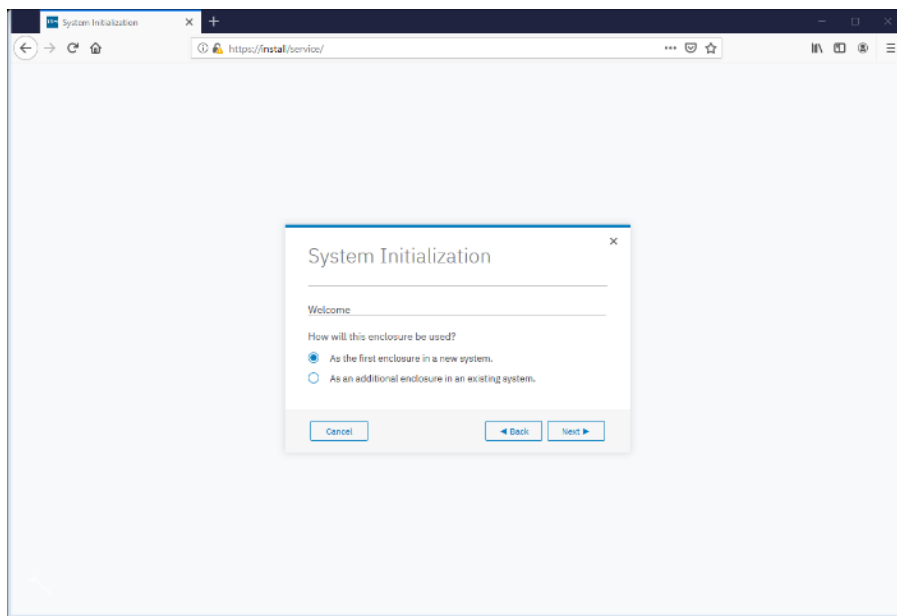 System Initialization
https://install/service/
System Initialization
Welcome
How will this enclosure be used?
As the first enclosure in a new system.
As an additional enclosure in an existing system.
Cancel
Back
Next